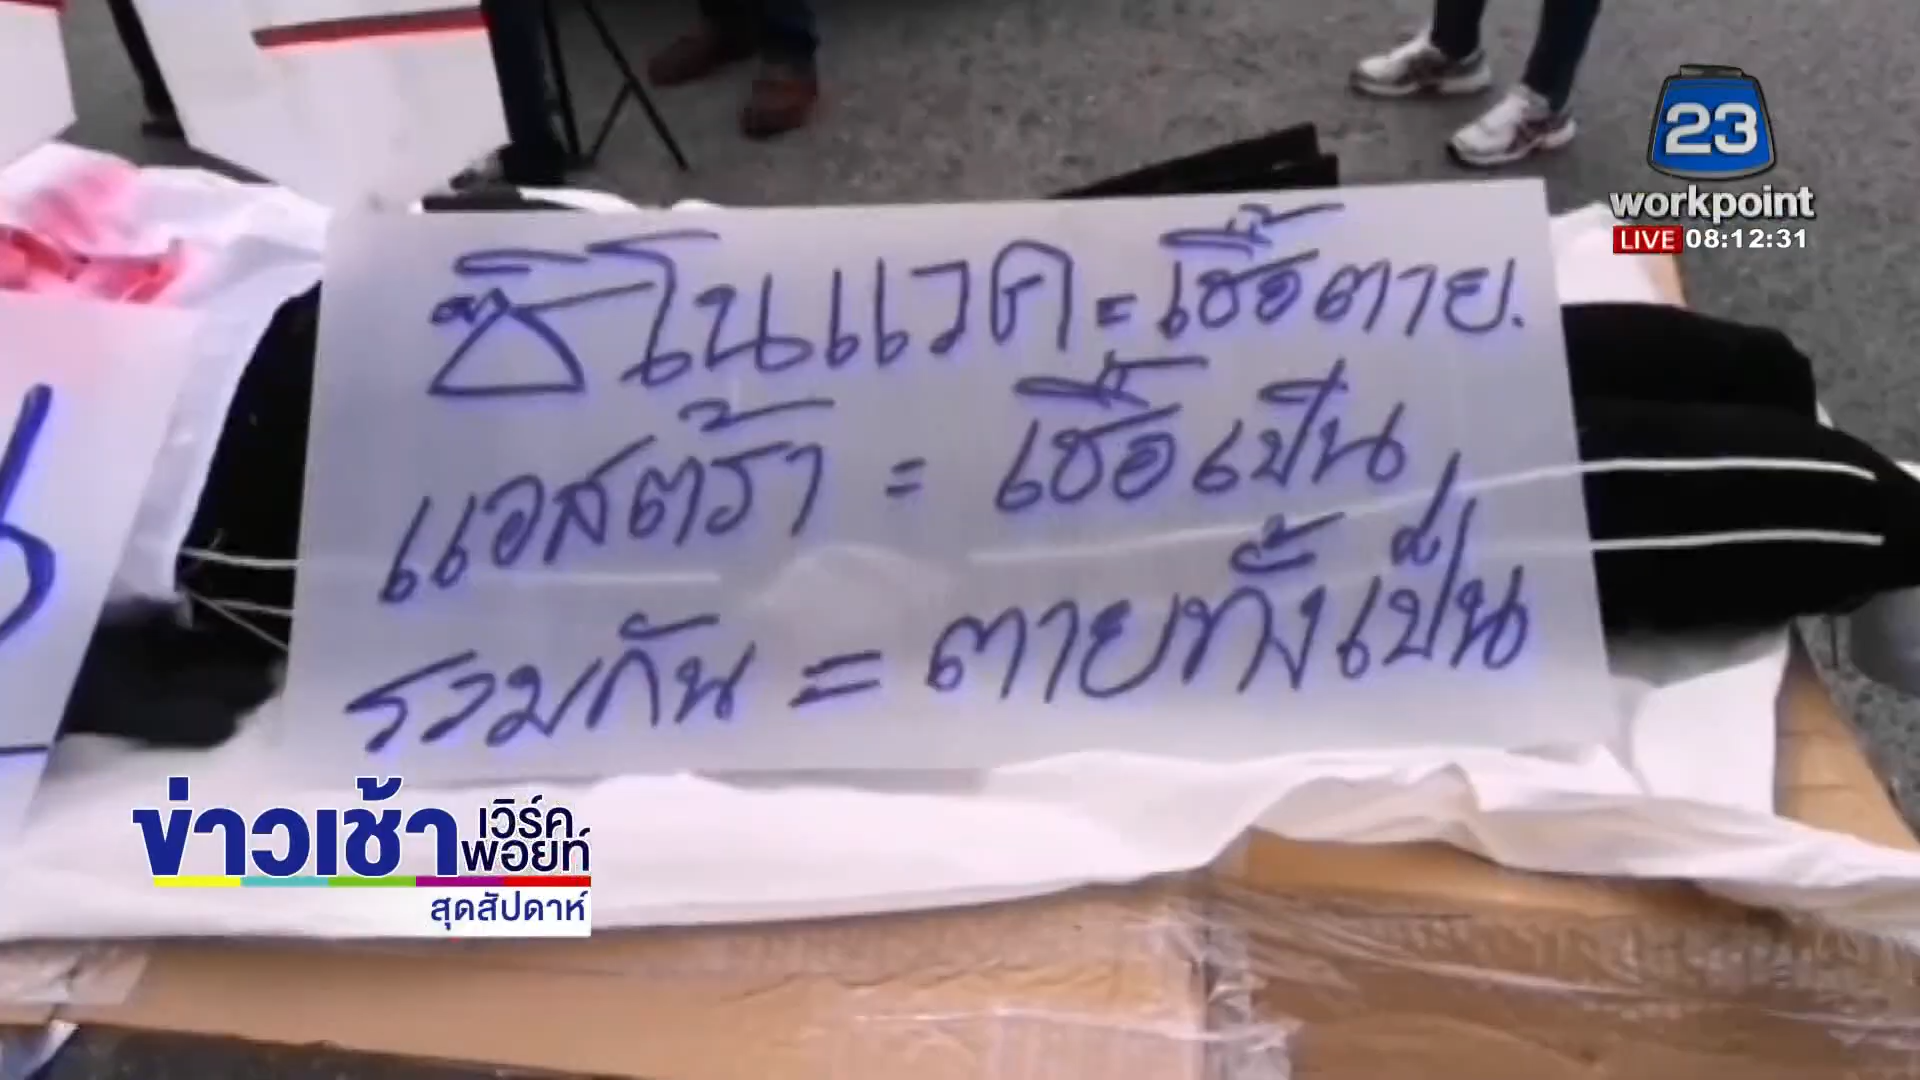 23
workpoint
LIVE 08:12:31
ซิโนแวค = เชื้อตาย.
แอสตร้า = เชื้อเป็น
รวมกัน = ตายทั้งเป็น
ข่าวเช้า เวิร์คพอยท์
สุดสัปดาห์